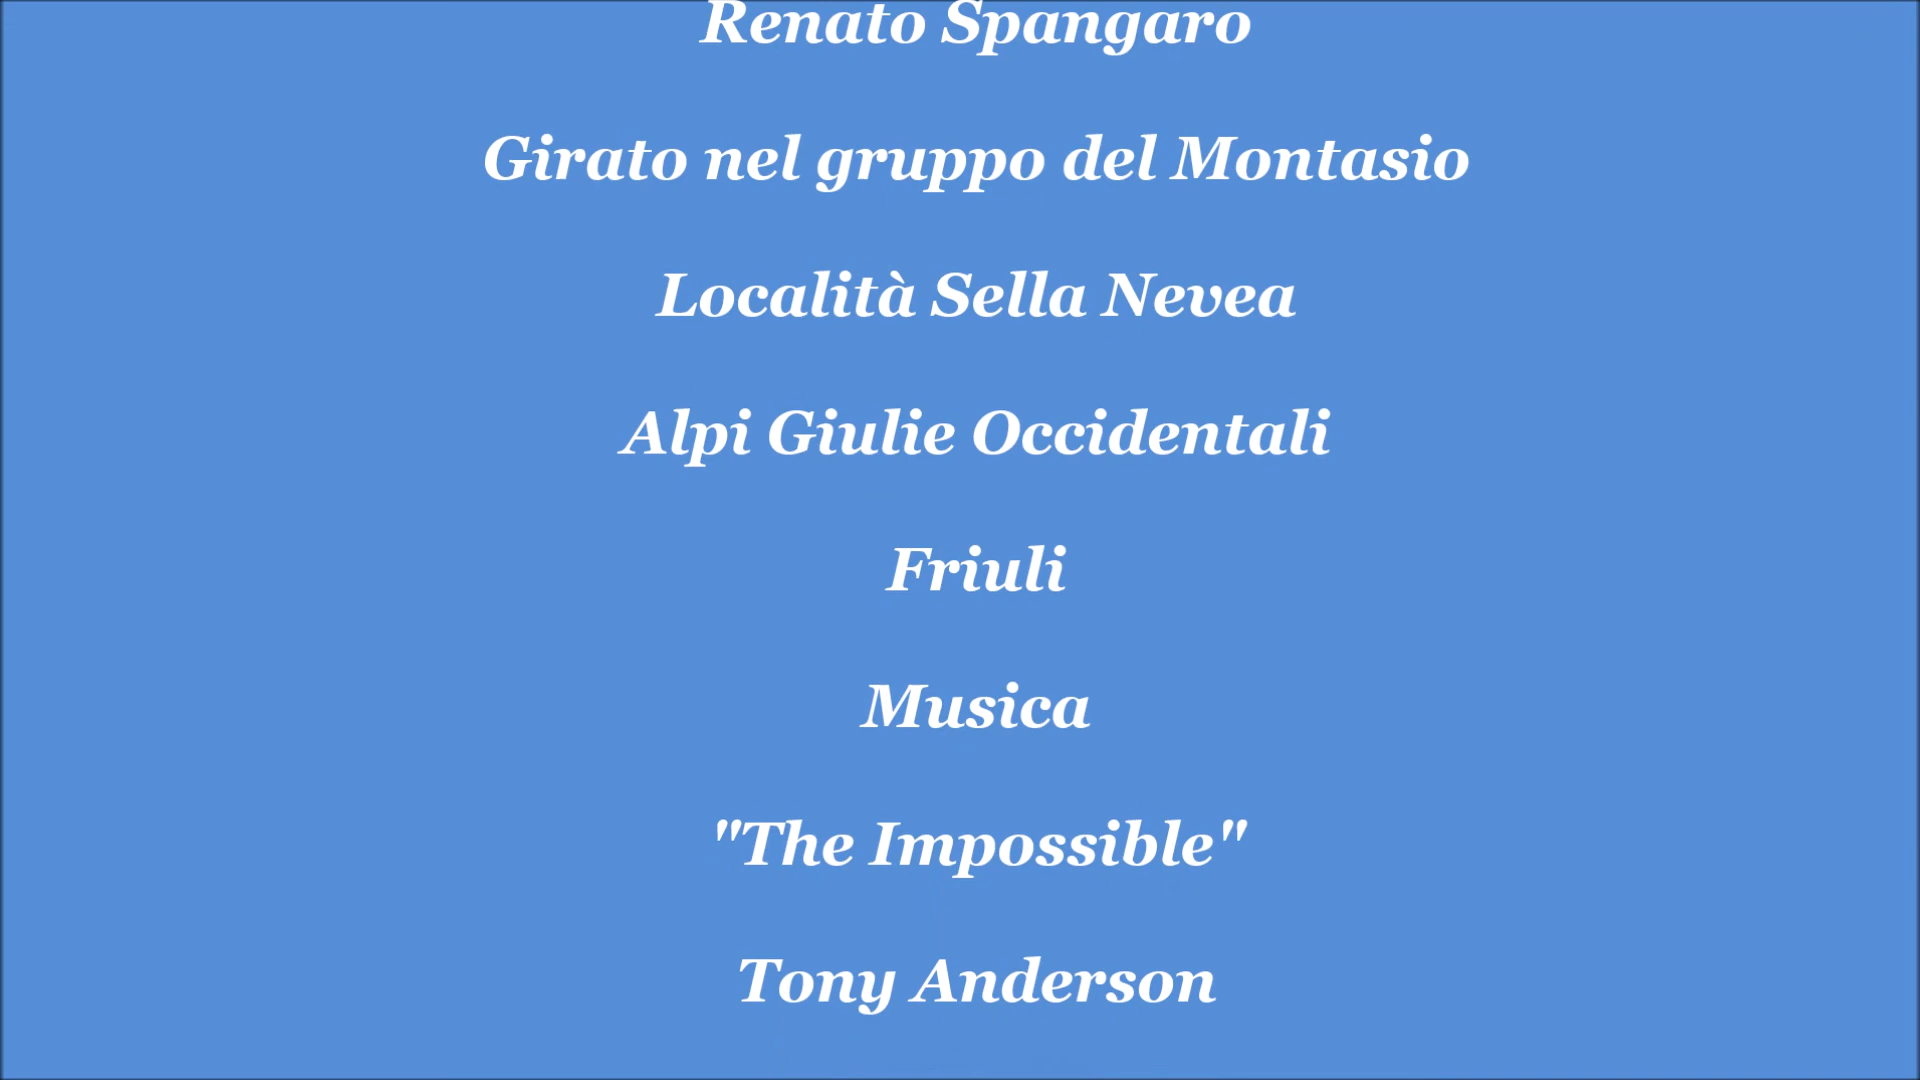 Renato Spangaro
Girato nel gruppo del Montasio
Località Sella Nevea
Alpi Giulie Occidentali
Friuli
Musica
"The Impossible"
Tony Anderson